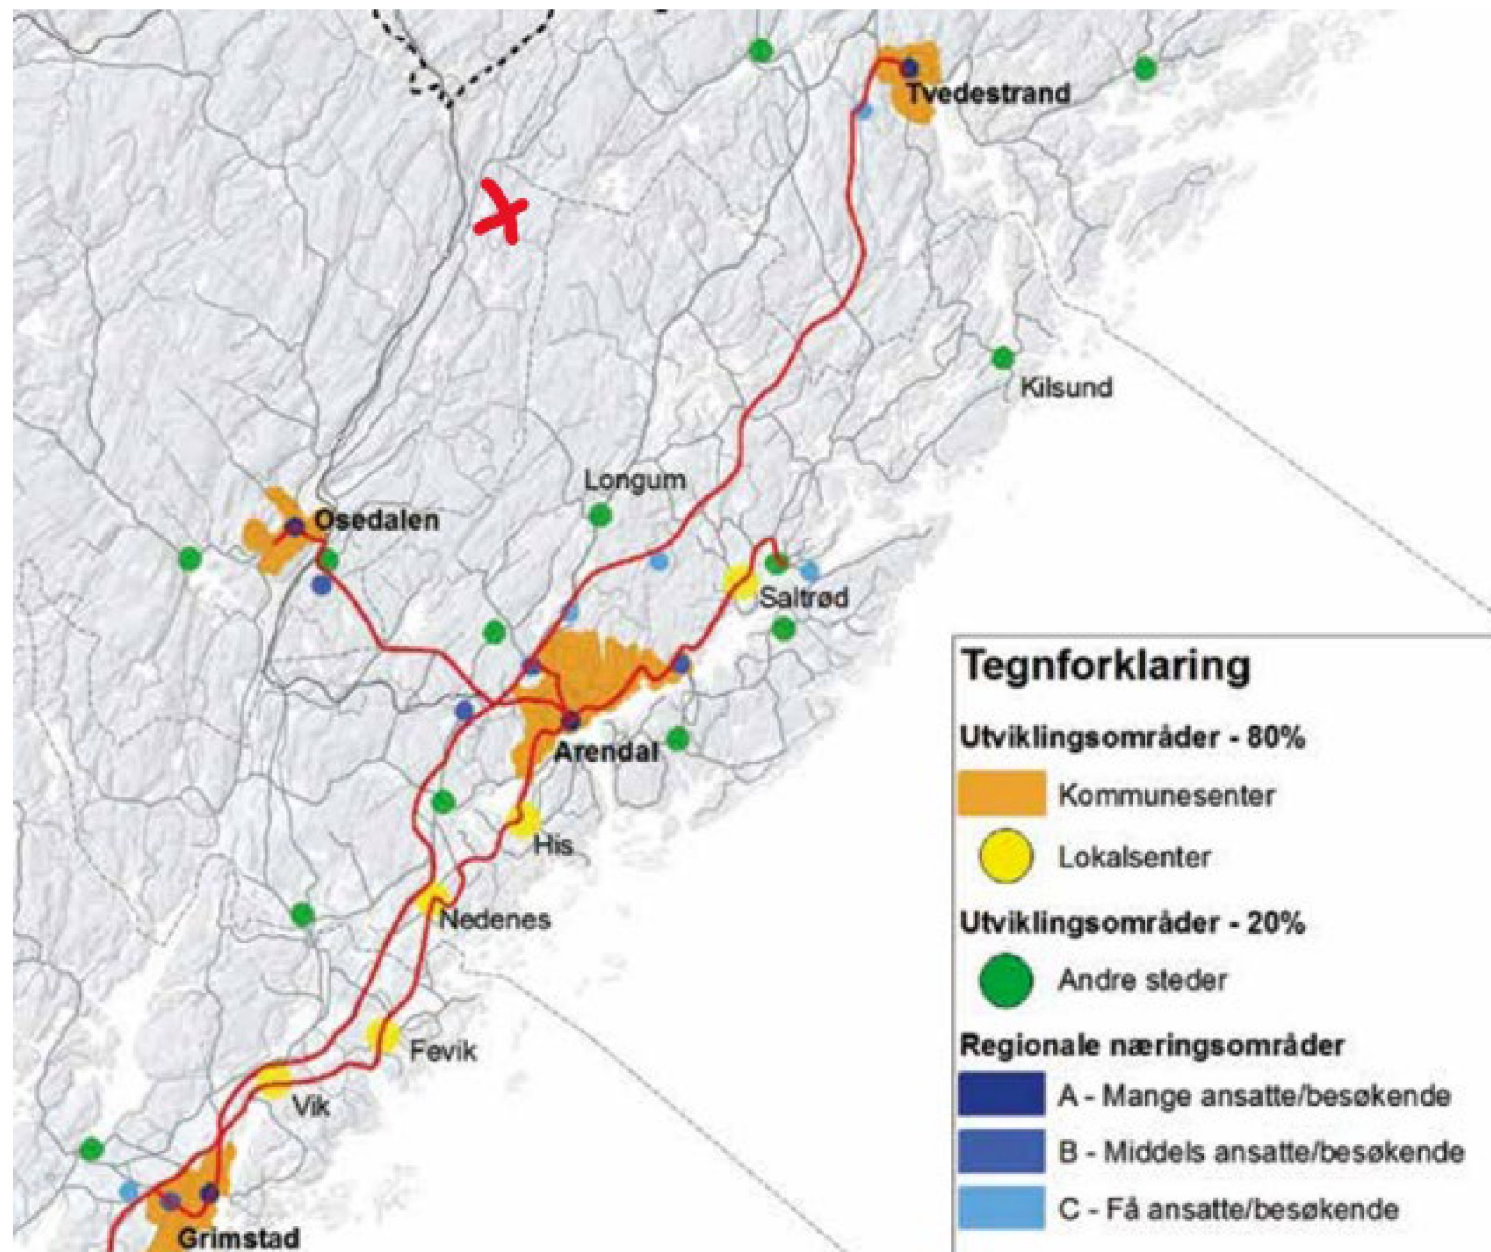 Tvedestrand
Kilsund
Longum
Osedalen
Saltrød
Arendal
His
Nedenes
Fevik
Vik
Grimstad
Tegnforklaring
Utviklingsområder - 80%
Kommunesenter
Lokalsenter
Utviklingsområder - 20%
Andre steder
Regionale næringsområder
A - Mange ansatte/besøkende
B - Middels ansatte/besøkende
C - Få ansatte/besøkende